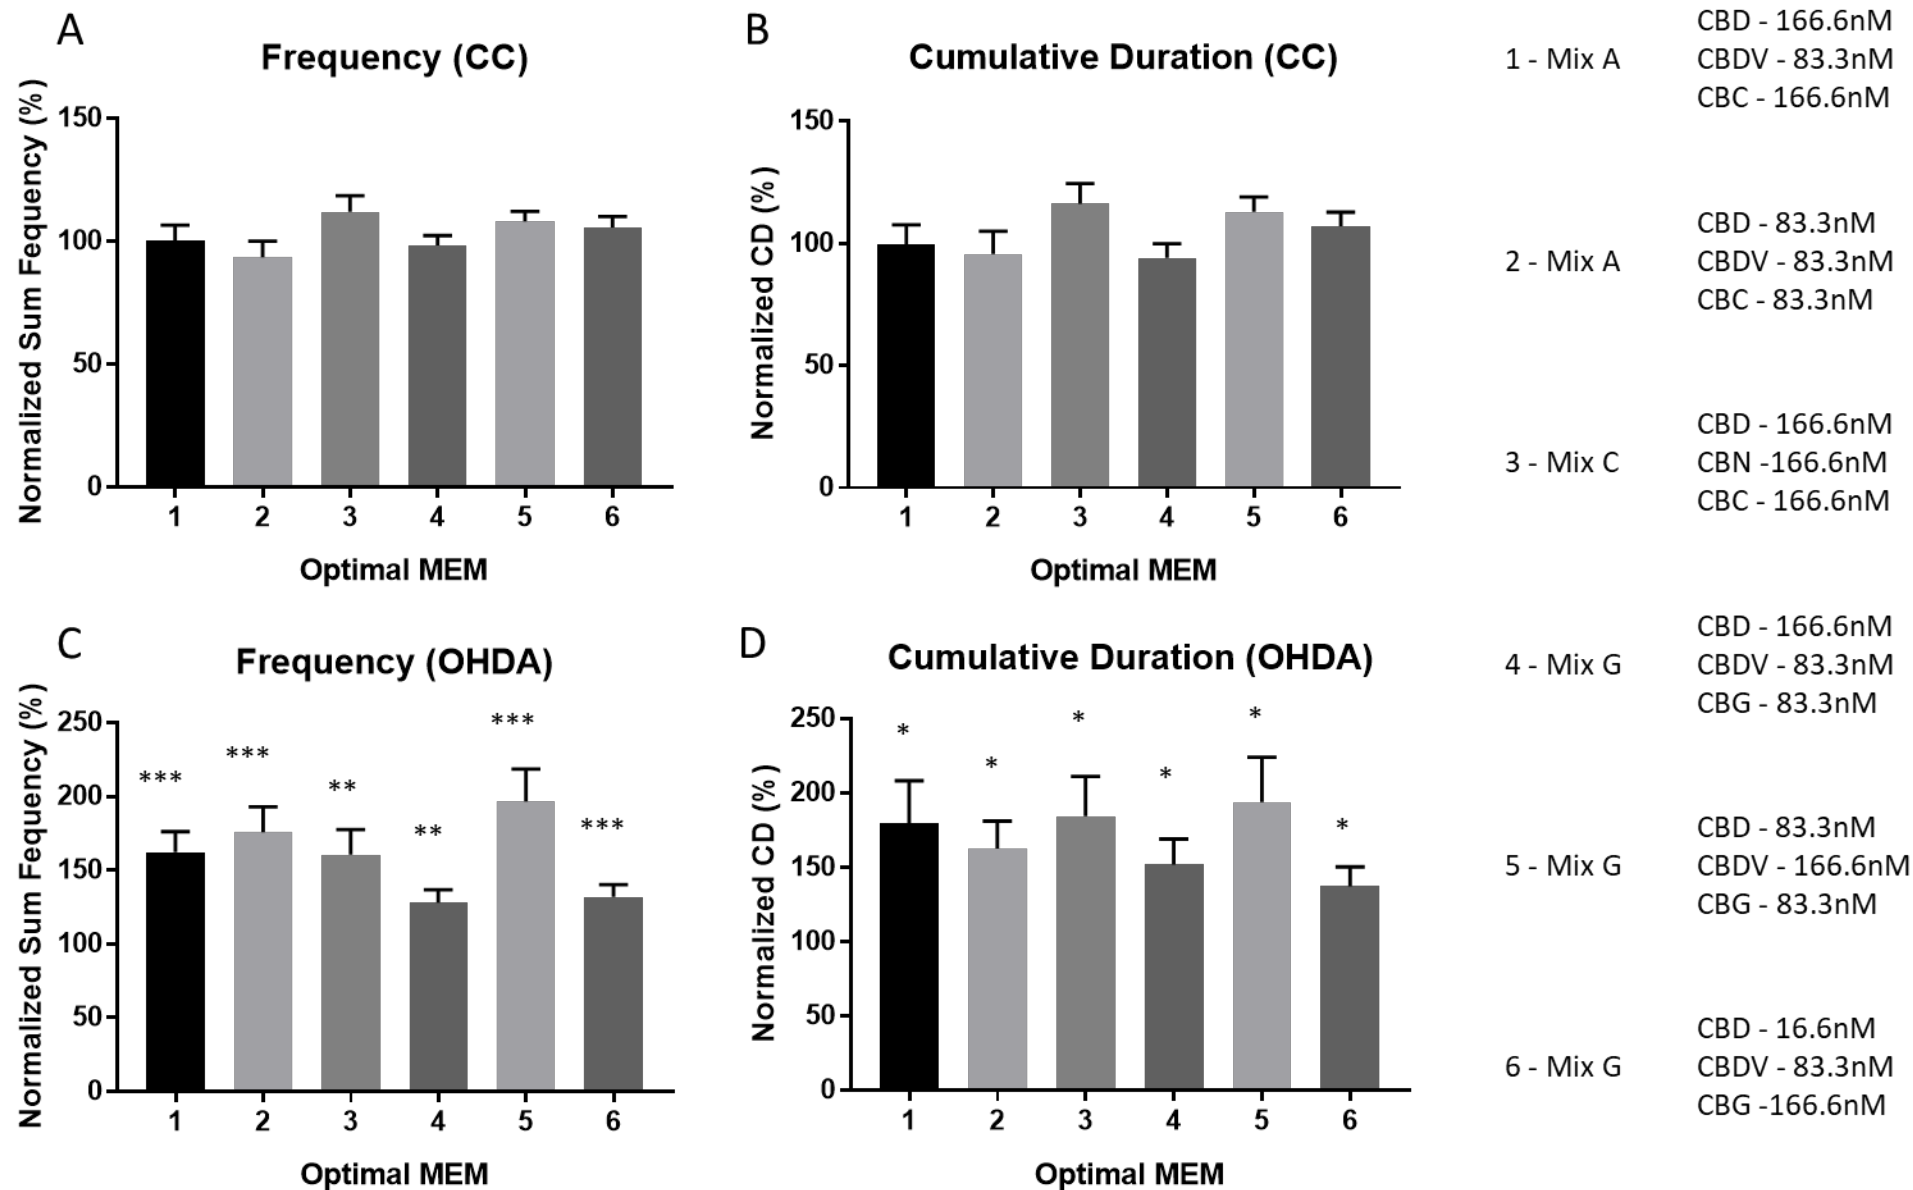 A
Frequency (CC)
Normalized Sum Fequency (%)
150
100
50
0
1 2 3 4 5 6
Optimal MEM
B
Cumulative Duration (CC)
Normalized CD (%)
150
100
50
0
1 2 3 4 5 6
Optimal MEM
C
Frequency (OHDA)
Normalized Sum Fequency (%)
250
200
150
100
50
0
*** *** ** ** *** ***
1 2 3 4 5 6
Optimal MEM
D
Cumulative Duration (OHDA)
Normalized CD (%)
250
200
150
100
50
0
* * * * * *
1 2 3 4 5 6
Optimal MEM
1 - Mix A
CBD - 166.6nM
CBDV - 83.3nM
CBC - 166.6nM
2 - Mix A
CBD - 83.3nM
CBDV - 83.3nM
CBC - 83.3nM
3 - Mix C
CBD - 166.6nM
CBN -166.6nM
CBC - 166.6nM
4 - Mix G
CBD - 166.6nM
CBDV - 83.3nM
CBG - 83.3nM
5 - Mix G
CBD - 83.3nM
CBDV - 166.6nM
CBG - 83.3nM
6 - Mix G
CBD - 16.6nM
CBDV - 83.3nM
CBG -166.6nM